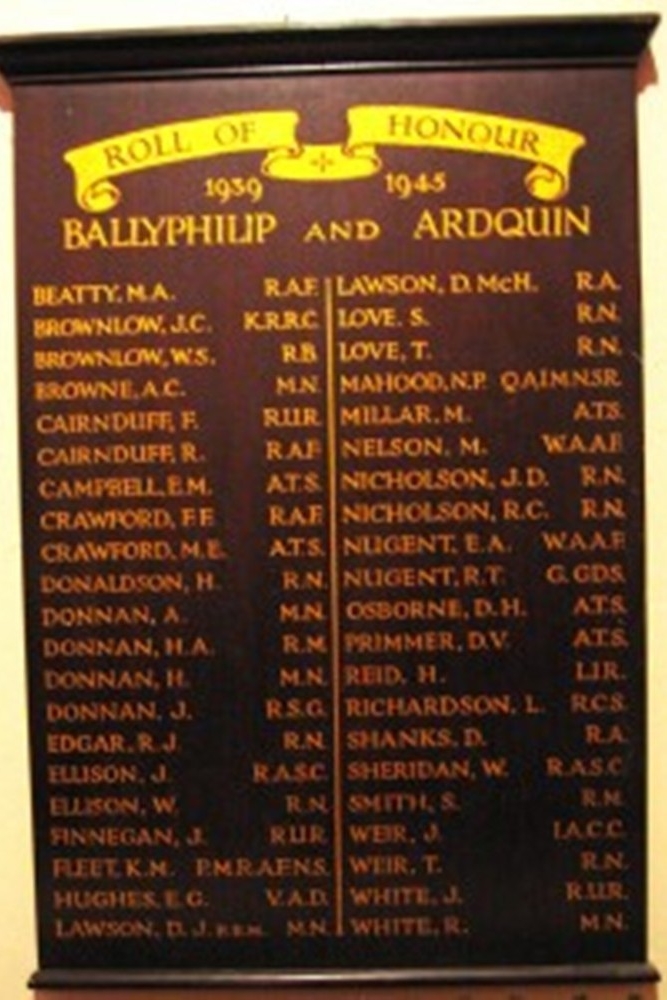 ROLL OF HONOUR
1939 1945
BALLYPHILIP AND ARDQUIN
BEATTY, M.A. R.A.F.
BROWNLOW, J.C. K.R.R.C.
BROWNLOW, W.S. R.B.
BROWNE, A.C. M.N.
CAIRNDUFF, F. R.U.R.
CAIRNDUFF, R. R.A.F.
CAMPBELL, E.M. A.T.S.
CRAWFORD, F.F. R.A.F.
CRAWFORD, M.E. A.T.S.
DONALDSON, H. R.N.
DONNAN, A. M.N.
DONNAN, H.A. R.M.
DONNAN, H. M.N.
DONNAN, J. R.S.G.
EDGAR, R.J. R.N.
ELLISON, J. R.A.S.C.
ELLISON, W. R.N.
FINNEGAN, J. R.U.R.
FLEET, K.M. P.M.R.A.F.N.S.
HUGHES, E.G. V.A.D.
LAWSON, D.J. M.N.
LAWSON, D. McH. R.A.
LOVE. S. R.N.
LOVE, T. R.N.
MAHOOD, N.P. Q.A.I.M.N.S.R.
MILLAR, M. A.T.S.
NELSON, M. W.A.A.F.
NICHOLSON, J.D. R.N.
NICHOLSON, R.C. R.N.
NUGENT, E.A. W.A.A.F.
NUGENT, R.T. G.GDS.
OSBORNE, D.H. A.T.S.
PRIMMER, D.V. A.T.S.
REID, H. L.I.R.
RICHARDSON, L. R.C.S.
SHANKS, D. R.A.
SHERIDAN, W. R.A.S.C.
SMITH, S.
WEIR, J. I.A.C.C.
WEIR, T. R.N.
WHITE, J. R.U.R.
WHITE, R. M.N.